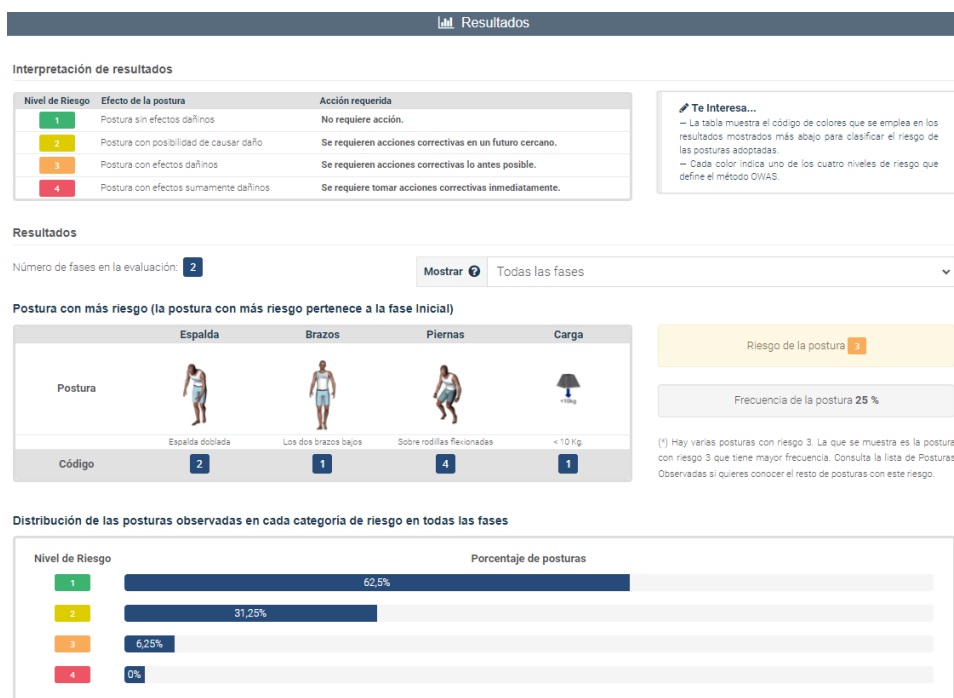 Resultados
Interpretación de resultados
Nivel de Riesgo Efecto de la postura Acción requerida
1 Postura sin efectos dañinos No requiere acción.
2 Postura con posibilidad de causar daño Se requieren acciones correctivas en un futuro cercano.
3 Postura con efectos dañinos Se requieren acciones correctivas lo antes posible.
4 Postura con efectos sumamente dañinos Se requiere tomar acciones correctivas inmediatamente.
Te Interesa...
— La tabla muestra el código de colores que se emplea en los
resultados mostrados más abajo para clasificar el riesgo de
las posturas adoptadas.
— Cada color indica uno de los cuatro niveles de riesgo que
define el método OWAS.
Resultados
Número de fases en la evaluación: 2
Mostrar ? Todas las fases
Postura con más riesgo (la postura con más riesgo pertenece a la fase Inicial)
Espalda Brazos Piernas Carga
Postura
<10kg
Espalda doblada Los dos brazos bajos Sobre rodillas flexionadas < 10 Kg.
Código 2 1 4 1
Riesgo de la postura 3
Frecuencia de la postura 25 %
(*) Hay varias posturas con riesgo 3. La que se muestra es la postura
con riesgo 3 que tiene mayor frecuencia. Consulta la lista de Posturas
Observadas si quieres conocer el resto de posturas con este riesgo.
Distribución de las posturas observadas en cada categoría de riesgo en todas las fases
Nivel de Riesgo Porcentaje de posturas
1 62,5%
2 31,25%
3 6,25%
4 0%